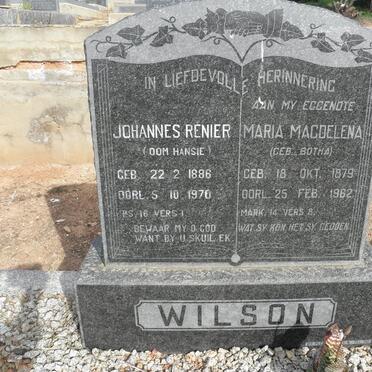 IN LIEFDEVOLLE HERINNERING
AAN MY EGGENOTE
JOHANNES RENIER
(OOM HANSIE)
GEB. 22 2 1886
OORL. 5 10 1970
PS. 16 VERS 1
BEWAAR MY O GOD
WANT BY U SKUIL EK
MARIA MAGDELENA
(GEB. BOTHA)
GEB. 18 OKT. 1879
OORL. 25 FEB. 1962
MARK. 14 VERS 8.
WAT SY KON HET SY GEDOEN
WILSON